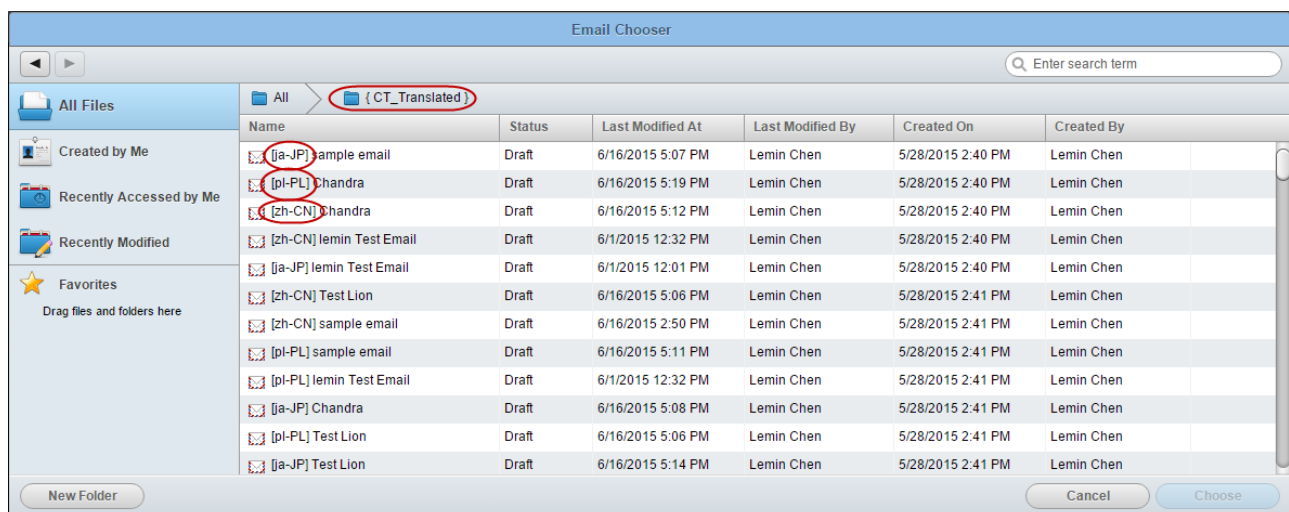 Email Chooser
Enter search term
All Files
Created by Me
Recently Accessed by Me
Recently Modified
Favorites
Drag files and folders here
All { CT_Translated }
Name Status Last Modified At Last Modified By Created On Created By
[ja-JP] sample email Draft 6/16/2015 5:07 PM Lemin Chen 5/28/2015 2:40 PM Lemin Chen
[pl-PL] Chandra Draft 6/16/2015 5:19 PM Lemin Chen 5/28/2015 2:40 PM Lemin Chen
[zh-CN] Chandra Draft 6/16/2015 5:12 PM Lemin Chen 5/28/2015 2:40 PM Lemin Chen
[zh-CN] lemin Test Email Draft 6/1/2015 12:32 PM Lemin Chen 5/28/2015 2:40 PM Lemin Chen
[ja-JP] lemin Test Email Draft 6/1/2015 12:01 PM Lemin Chen 5/28/2015 2:40 PM Lemin Chen
[zh-CN] Test Lion Draft 6/16/2015 5:06 PM Lemin Chen 5/28/2015 2:41 PM Lemin Chen
[zh-CN] sample email Draft 6/16/2015 2:50 PM Lemin Chen 5/28/2015 2:41 PM Lemin Chen
[pl-PL] sample email Draft 6/16/2015 5:11 PM Lemin Chen 5/28/2015 2:41 PM Lemin Chen
[pl-PL] lemin Test Email Draft 6/1/2015 12:32 PM Lemin Chen 5/28/2015 2:41 PM Lemin Chen
[ja-JP] Chandra Draft 6/16/2015 5:08 PM Lemin Chen 5/28/2015 2:41 PM Lemin Chen
[pl-PL] Test Lion Draft 6/16/2015 5:06 PM Lemin Chen 5/28/2015 2:41 PM Lemin Chen
[ja-JP] Test Lion Draft 6/16/2015 5:14 PM Lemin Chen 5/28/2015 2:41 PM Lemin Chen
New Folder Cancel Choose